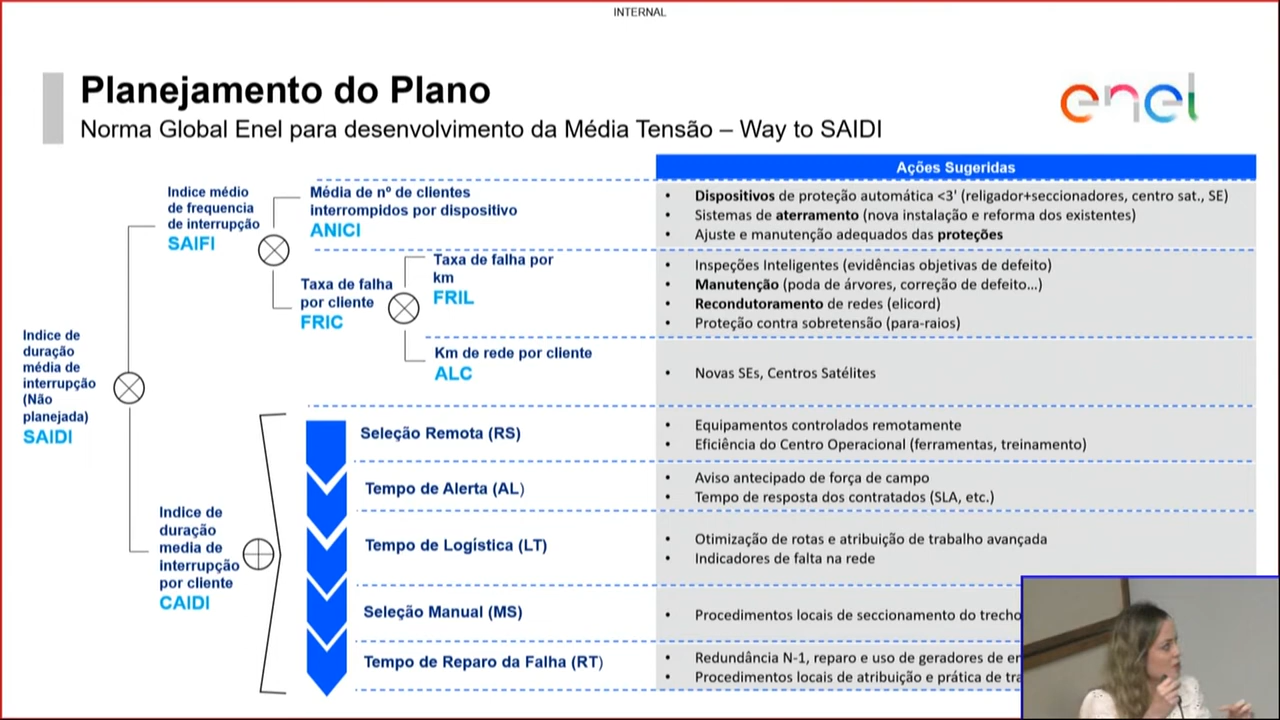 INTERNAL
Planejamento do Plano
Norma Global Enel para desenvolvimento da Média Tensão – Way to SAIDI
enel
Ações Sugeridas
Indice médio
de frequencia
de interrupção
SAIFI
Média de nº de clientes
interrompidos por dispositivo
ANICI
• Dispositivos de proteção automática <3' (religador+seccionadores, centro sat., SE)
• Sistemas de aterramento (nova instalação e reforma dos existentes)
• Ajuste e manutenção adequados das proteções
Taxa de falha
por cliente
FRIC
Taxa de falha por
km
FRIL
• Inspeções Inteligentes (evidências objetivas de defeito)
• Manutenção (poda de árvores, correção de defeito...)
• Recondutoramento de redes (elicord)
• Proteção contra sobretensão (para-raios)
Km de rede por cliente
ALC
• Novas SEs, Centros Satélites
Indice de
duração
média de
interrupção
(Não
planejada)
SAIDI
Seleção Remota (RS)
• Equipamentos controlados remotamente
• Eficiência do Centro Operacional (ferramentas, treinamento)
Tempo de Alerta (AL)
• Aviso antecipado de força de campo
• Tempo de resposta dos contratados (SLA, etc.)
Indice de
duração
media de
interrupção
por cliente
CAIDI
Tempo de Logística (LT)
• Otimização de rotas e atribuição de trabalho avançada
• Indicadores de falta na rede
Seleção Manual (MS)
• Procedimentos locais de seccionamento do trecho
Tempo de Reparo da Falha (RT)
• Redundância N-1, reparo e uso de geradores de
• Procedimentos locais de atribuição e prática de